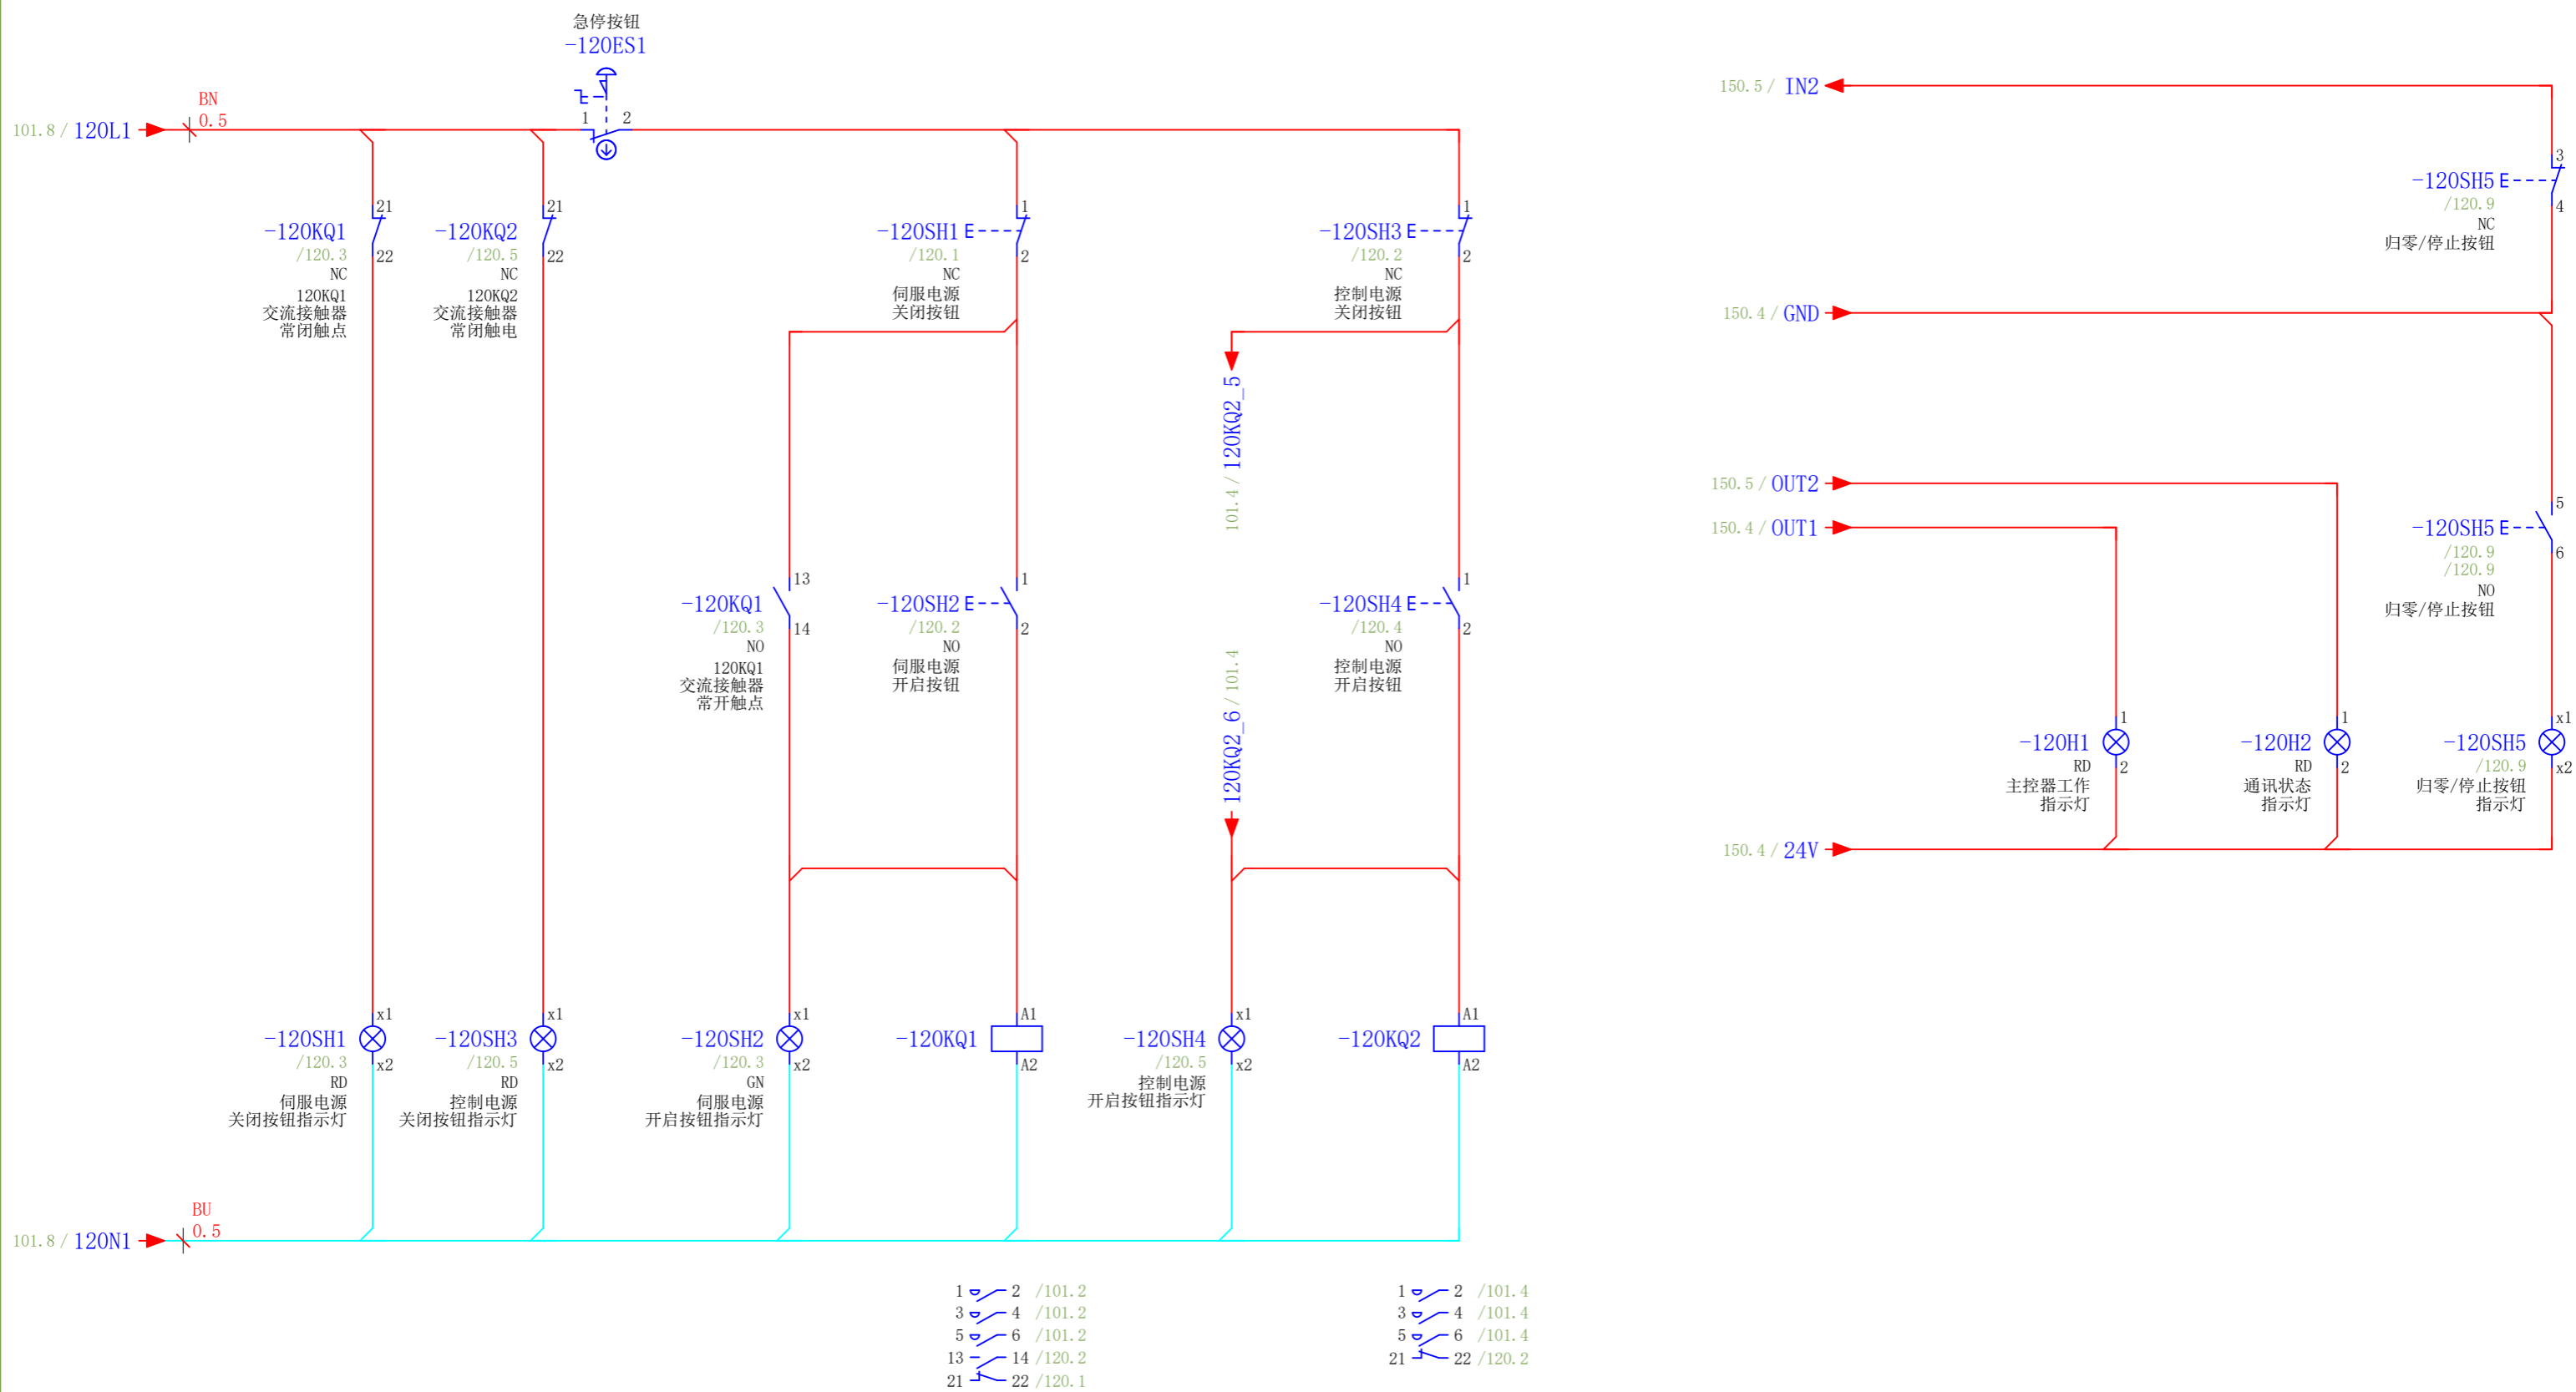 急停按钮
-120ES1
1 2
101.8 / 120L1
BN
0.5
21
-120KQ1
/120.3
22
NC
120KQ1
交流接触器
常闭触点
21
-120KQ2
/120.5
22
NC
120KQ2
交流接触器
常闭触电
1
-120SH1
/120.1
2
NC
伺服电源
关闭按钮
1
-120SH3
/120.2
2
NC
控制电源
关闭按钮
101.4 / 120KQ2_5
13
-120KQ1
/120.3
14
NO
120KQ1
交流接触器
常开触点
1
-120SH2
/120.2
2
NO
伺服电源
开启按钮
120KQ2_6 / 101.4
1
-120SH4
/120.4
2
NO
控制电源
开启按钮
x1
-120SH1
/120.3
x2
RD
伺服电源
关闭按钮指示灯
x1
-120SH3
/120.5
x2
RD
控制电源
关闭按钮指示灯
x1
-120SH2
/120.3
x2
GN
伺服电源
开启按钮指示灯
A1
-120KQ1
A2
x1
-120SH4
/120.5
x2
控制电源
开启按钮指示灯
A1
-120KQ2
A2
101.8 / 120N1
BU
0.5
1 2 /101.2
3 4 /101.2
5 6 /101.2
13 14 /120.2
21 22 /120.1
1 2 /101.4
3 4 /101.4
5 6 /101.4
21 22 /120.2
150.5 / IN2
3
-120SH5
/120.9
4
NC
归零/停止按钮
150.4 / GND
150.5 / OUT2
150.4 / OUT1
5
-120SH5
/120.9
6
/120.9
NO
归零/停止按钮
1
-120H1
2
RD
主控器工作
指示灯
1
-120H2
2
RD
通讯状态
指示灯
x1
-120SH5
/120.9
x2
归零/停止按钮
指示灯
150.4 / 24V